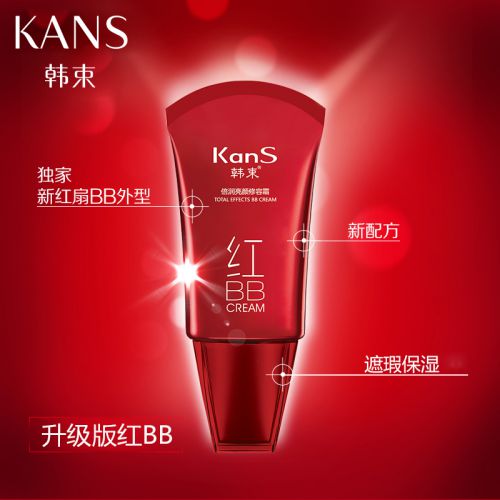 KANS
韩束
独家
新红扇BB外型
KanS
韩束®
倍润亮颜修容霜
TOTAL EFFECTS BB CREAM
新配方
红
BB
CREAM
遮瑕保湿
升级版红BB